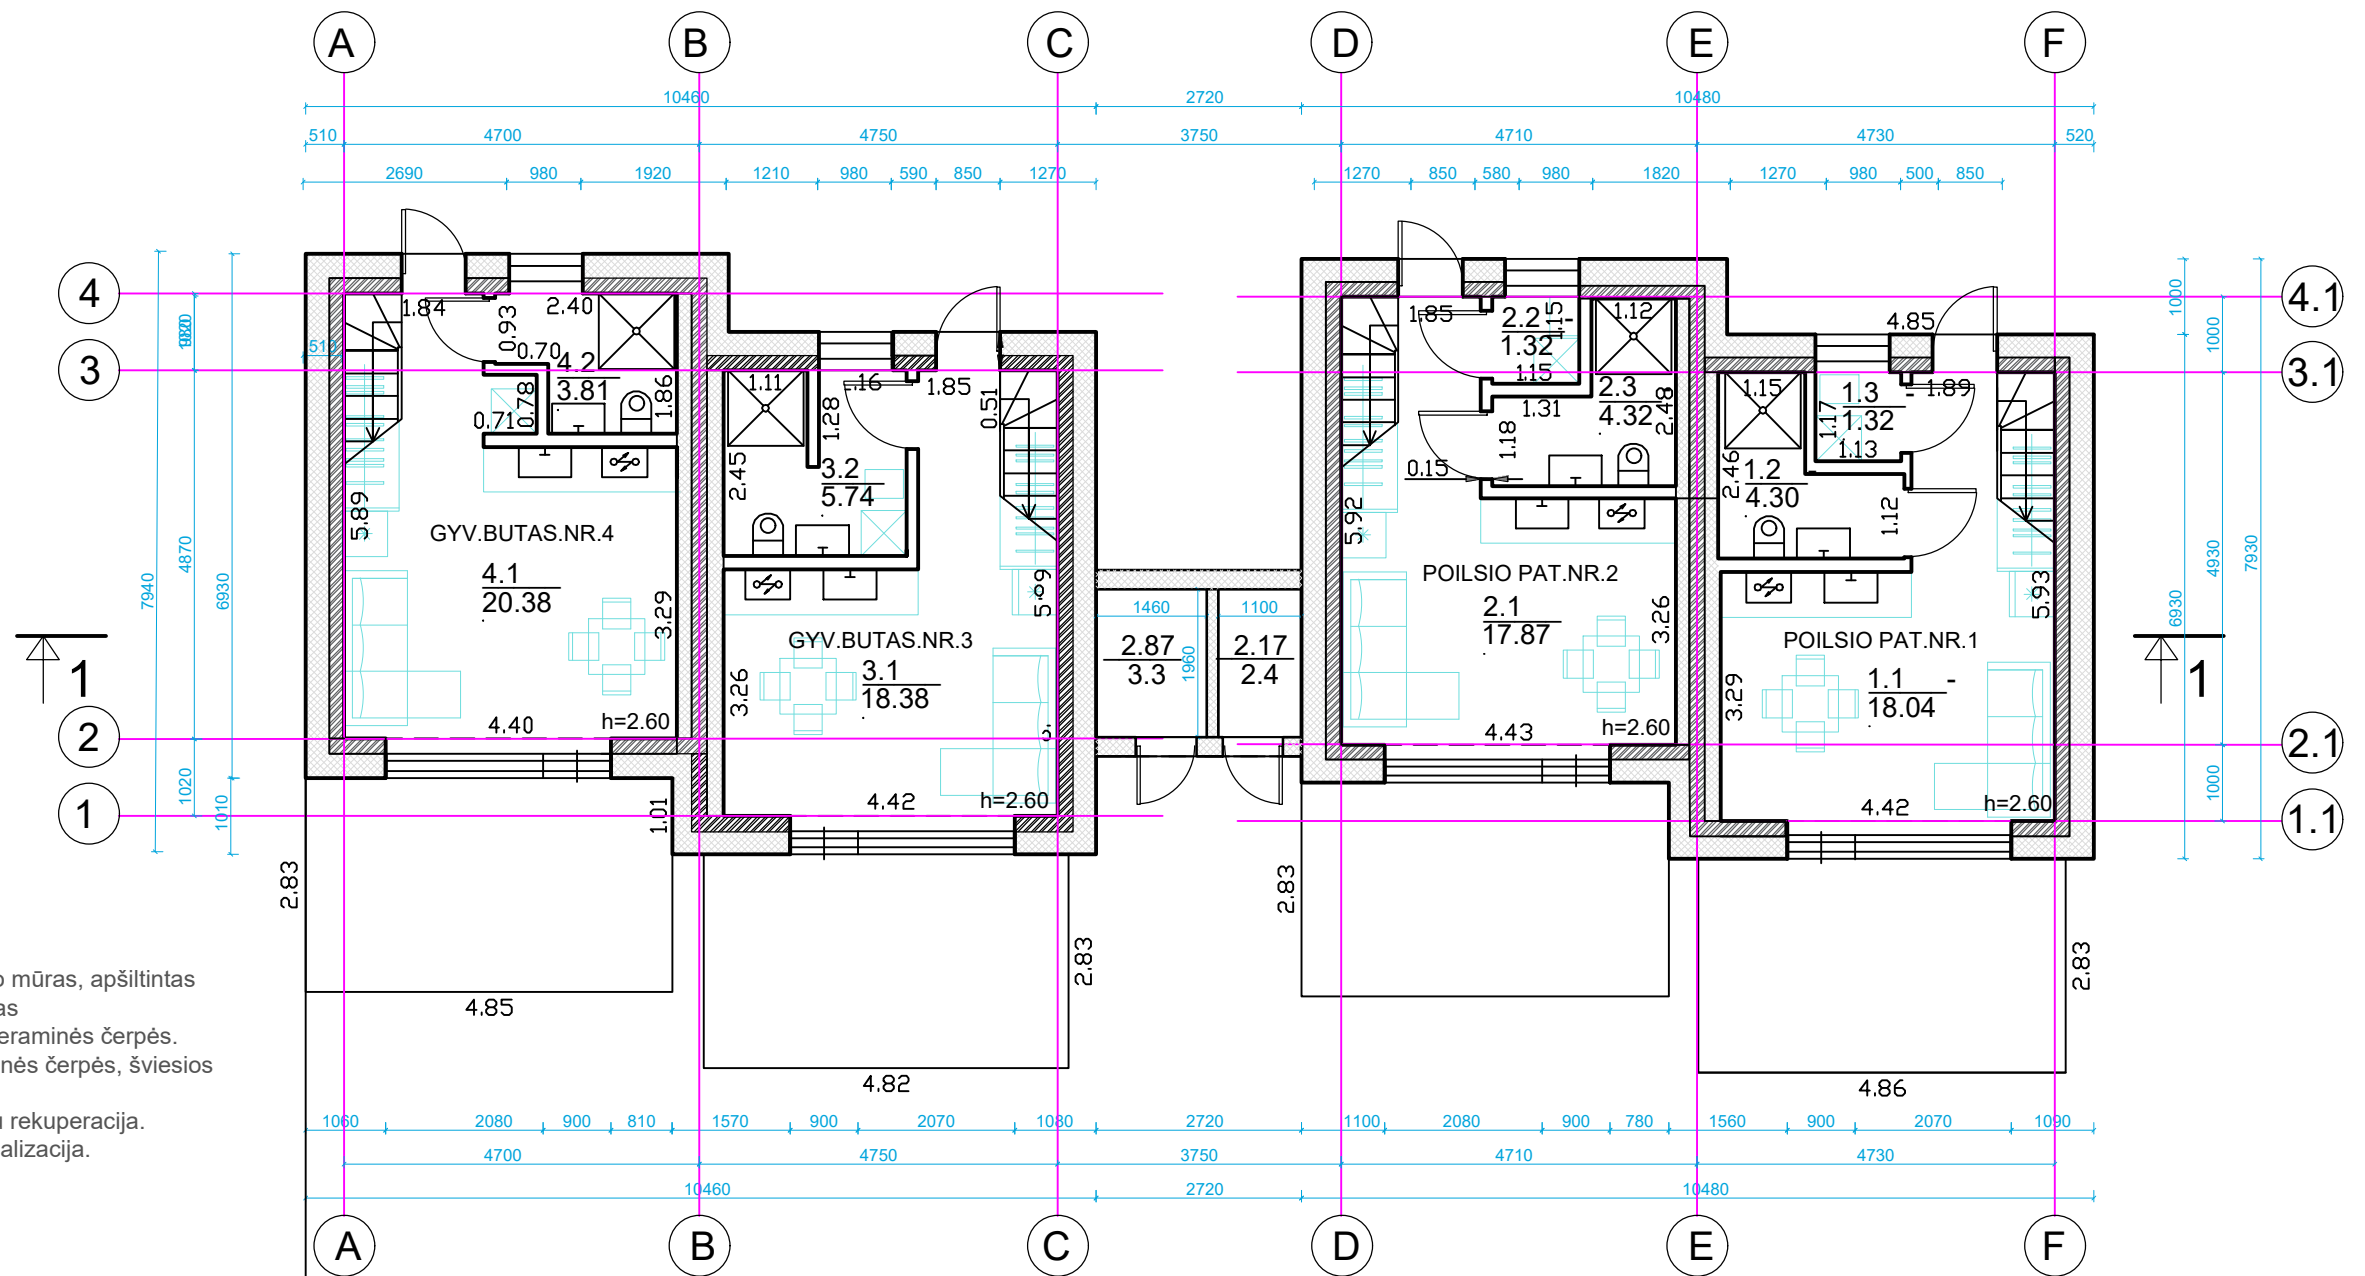 A B C D E F
10460 2720 10480
510 4700 4750 3750 4710 4730 520
2690 980 1920 1210 980 590 850 1270 1270 850 580 980 1820 1270 980 500 850
4 4.1
3 3.1
2 2.1
1 1.1
7940 4870 6930 1020 1010 510
1000 1000 4930 7930 6930 1000
1.84 0.93 2.40 0.70
4.2
3.81
0.71 0.78 1.86
5.89
GYV.BUTAS.NR.4
4.1
20.38
3.29
4.40 h=2.60
1.11 1.28 1.85 0.51
2.45
3.2
5.74
GYV.BUTAS.NR.3
3.1
18.38
3.26
4.42 h=2.60
1.01
1460 1100
2.87
3.3
1960
2.17
2.4
1.85
2.2 -
1.32
1.15 1.15 1.12
2.3
4.32
1.31 1.18 2.48
0.15
5.92
POILSIO PAT.NR.2
2.1
17.87
3.26
4.43 h=2.60
4.85
1.15 1.17
1.3 -
1.32
1.89
1.13
2.46
1.2
4.30
1.12
5.93
POILSIO PAT.NR.1
1.1 -
18.04
3.29
4.42 h=2.60
1 1
2.83 4.85
4.82 2.83
2.83
4.86 2.83
mūras, apšiltintas
čerpės.
čerpės, šviesios
rekuperacija.
1060 2080 900 810 1570 900 2070 1080 2720 1100 2080 900 780 1560 900 2070 1090
4700 4750 3750 4710 4730
10460 2720 10480
A B C D E F